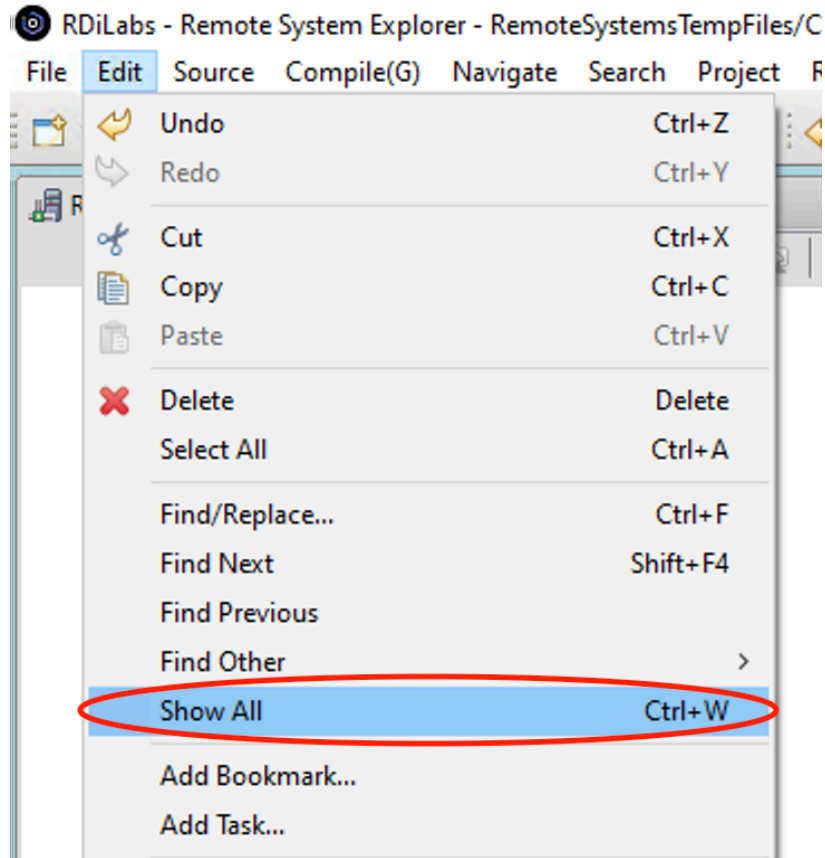 RDiLabs - Remote System Explorer - RemoteSystemsTempFiles/C
File Edit Source Compile(G) Navigate Search Project R
R
Undo Ctrl+Z
Redo Ctrl+Y
Cut Ctrl+X
Copy Ctrl+C
Paste Ctrl+V
Delete Delete
Select All Ctrl+A
Find/Replace... Ctrl+F
Find Next Shift+F4
Find Previous
Find Other
Show All Ctrl+W
Add Bookmark...
Add Task...